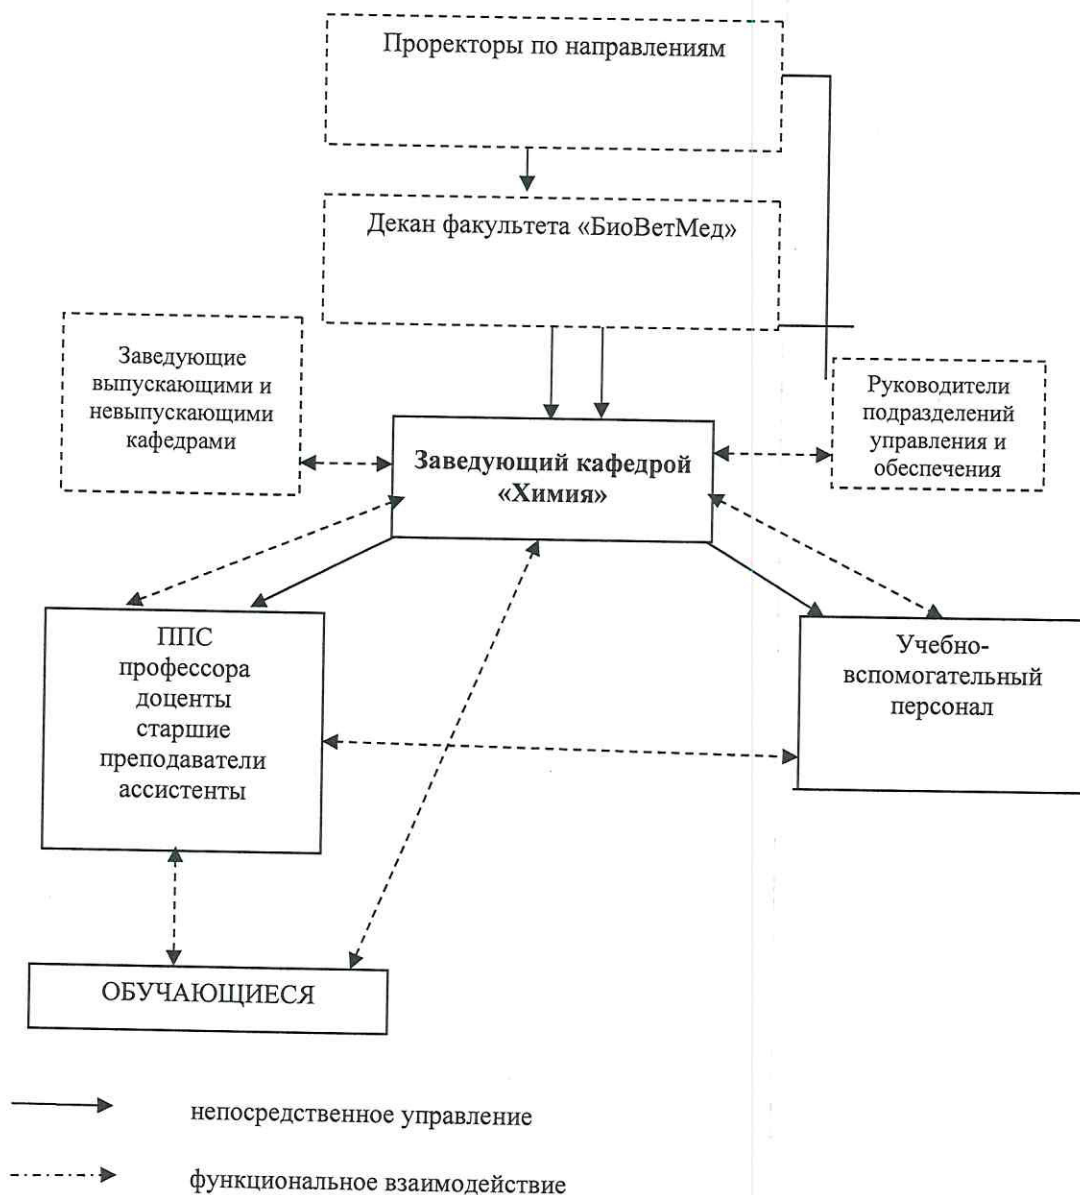 Проректоры по направлениям
Декан факультета «БиоВетМед»
Заведующие
выпускающими и
невыпускающими
кафедрами
Руководители
подразделений
управления и
обеспечения
Заведующий кафедрой
«Химия»
ППС
профессора
доценты
старшие
преподаватели
ассистенты
Учебно-
вспомогательный
персонал
ОБУЧАЮЩИЕСЯ
непосредственное управление
функциональное взаимодействие